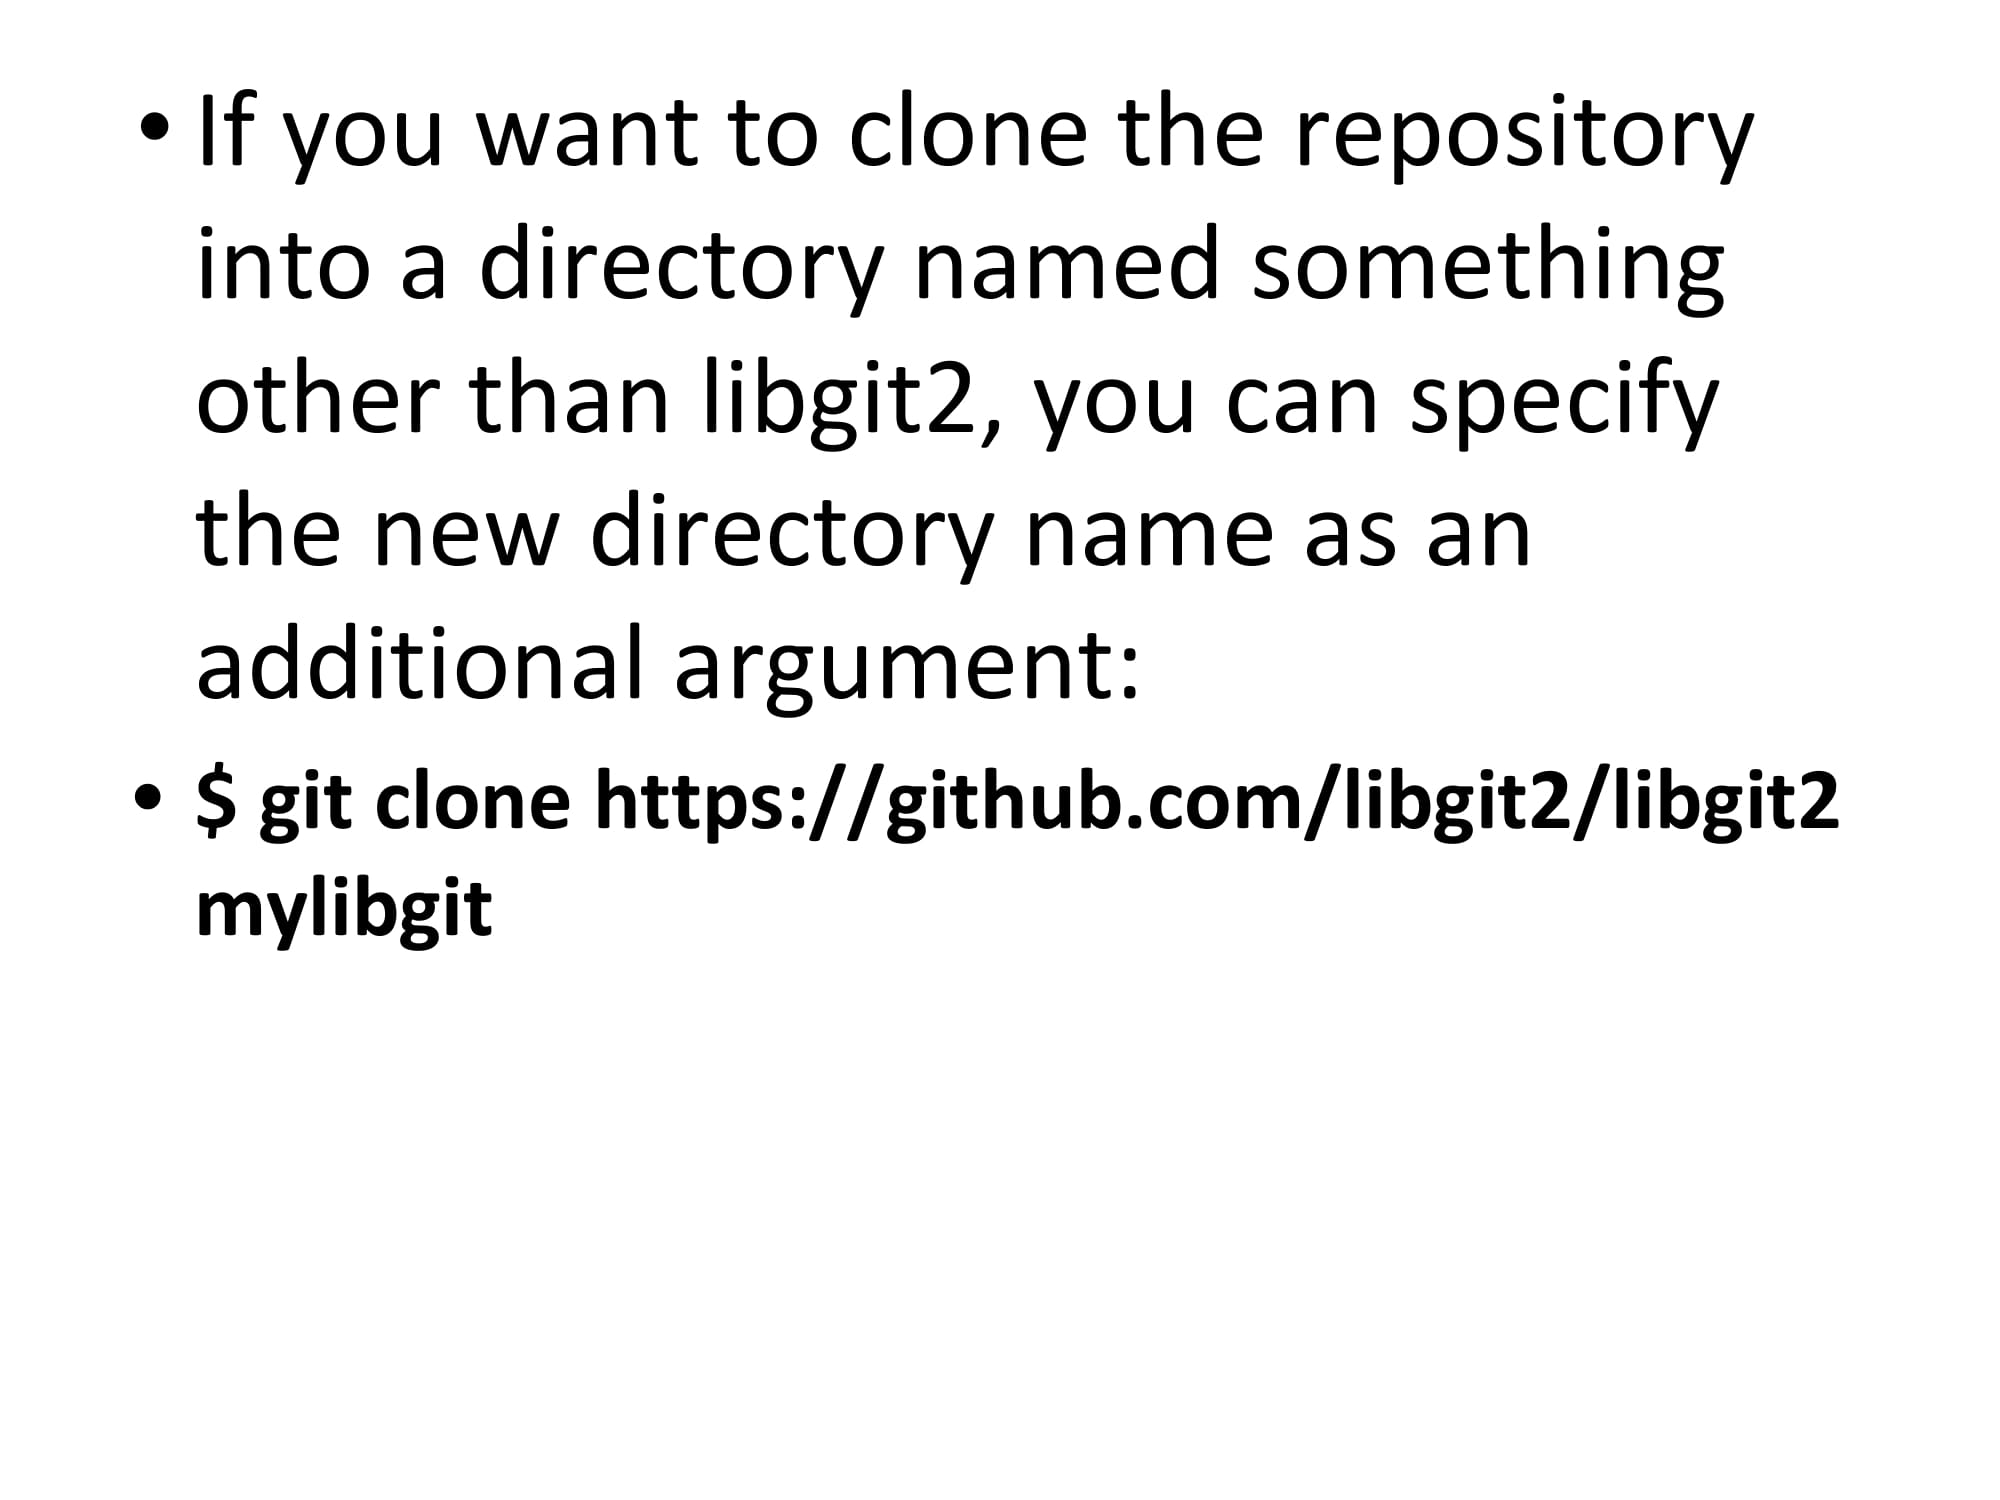 • If you want to clone the repository
into a directory named something
other than libgit2, you can specify
the new directory name as an
additional argument:
• $ git clone https://github.com/libgit2/libgit2
mylibgit